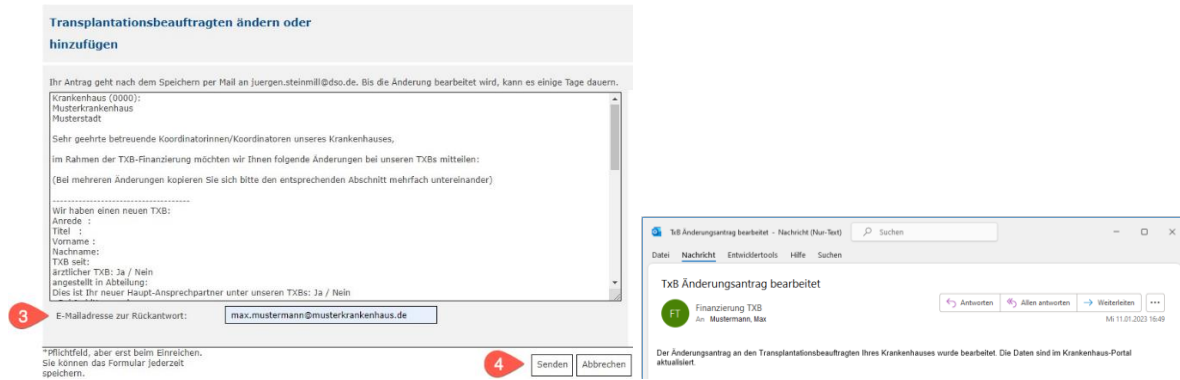 Transplantationsbeauftragten ändern oder
hinzufügen
Ihr Antrag geht nach dem Speichern per Mail an juergen.steinmill@dso.de. Bis die Änderung bearbeitet wird, kann es einige Tage dauern.
Krankenhaus (0000):
Musterkrankenhaus
Musterstadt
Sehr geehrte betreuende Koordinatorinnen/Koordinatoren unseres Krankenhauses,
im Rahmen der TXB-Finanzierung möchten wir Ihnen folgende Änderungen bei unseren TXBs mitteilen:
(Bei mehreren Änderungen kopieren Sie sich bitte den entsprechenden Abschnitt mehrfach untereinander)
-------------------------------------
Wir haben einen neuen TXB:
Anrede :
Titel :
Vorname :
Nachname:
TXB seit:
ärztlicher TXB: Ja / Nein
angestellt in Abteilung:
Dies ist Ihr neuer Haupt-Ansprechpartner unter unseren TXBs: Ja / Nein
3 E-Mailadresse zur Rückantwort: max.mustermann@musterkrankenhaus.de
*Pflichtfeld, aber erst beim Einreichen.
Sie können das Formular jederzeit
speichern.
4 Senden Abbrechen
TxB Änderungsantrag bearbeitet - Nachricht (Nur-Text) Suchen
Datei Nachricht Entwicklertools Hilfe Suchen
TxB Änderungsantrag bearbeitet
FT Finanzierung TXB
An Mustermann, Max
Antworten Allen antworten Weiterleiten ...
Mi 11.01.2023 16:49
Der Änderungsantrag an den Transplantationsbeauftragten Ihres Krankenhauses wurde bearbeitet. Die Daten sind im Krankenhaus-Portal
aktualisiert.